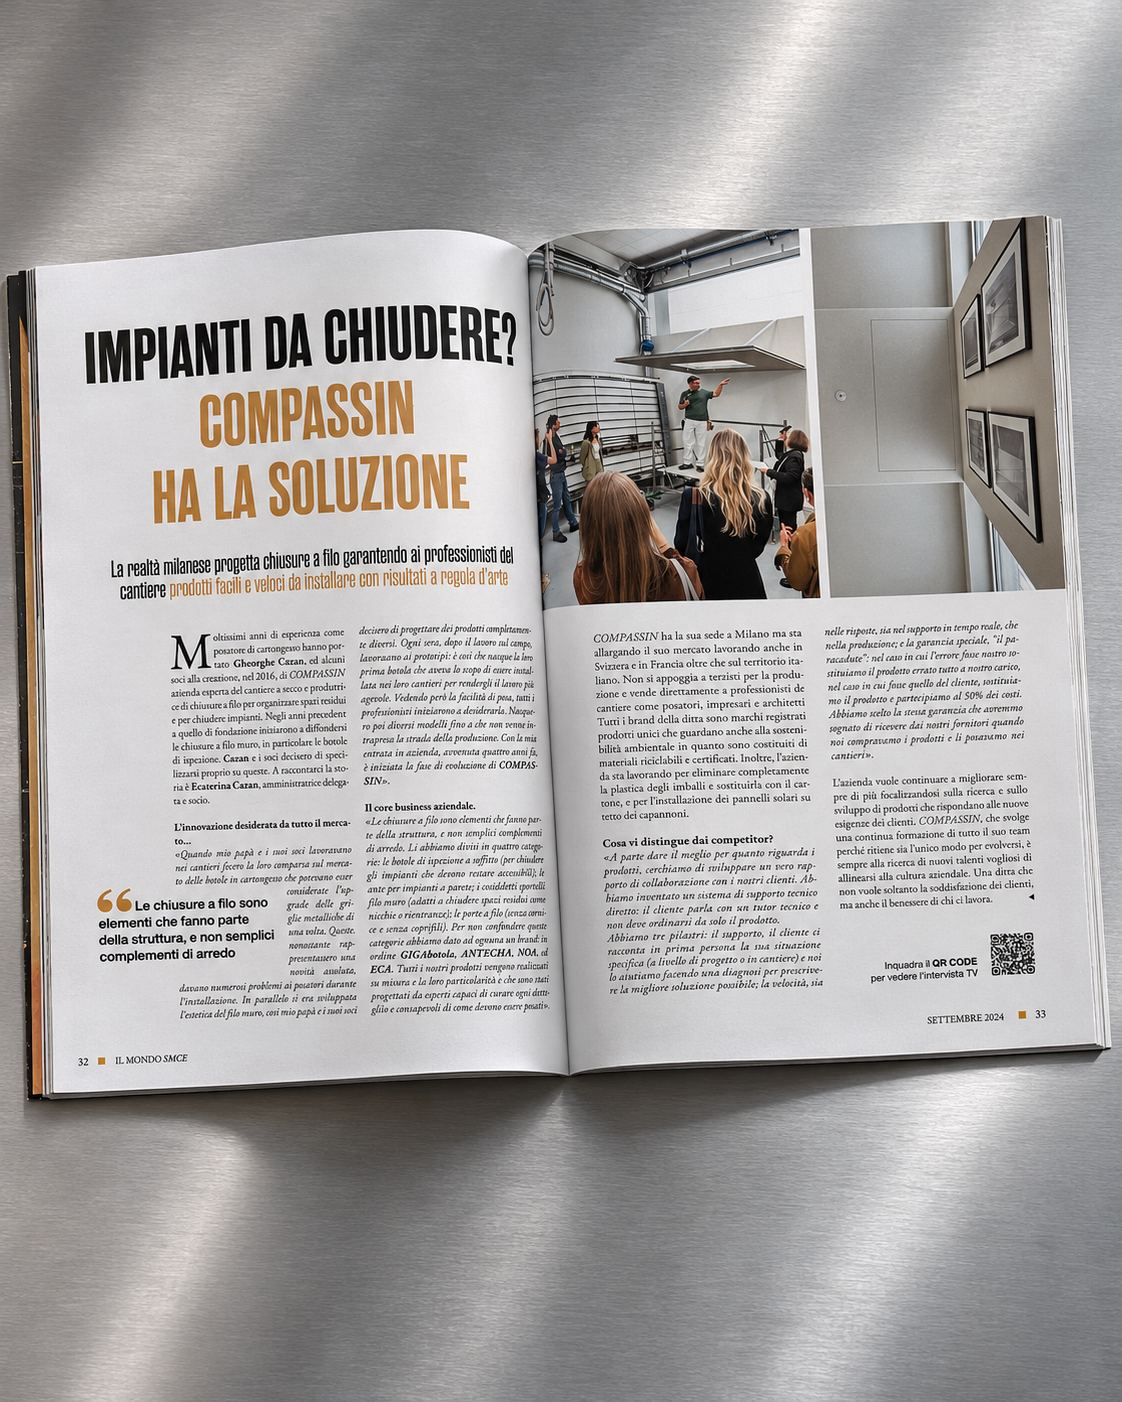 IMPIANTI DA CHIUDERE?
COMPASSIN
HA LA SOLUZIONE
La realtà milanese progetta chiusure a filo garantendo ai professionisti del
cantiere prodotti facili e veloci da installare con risultati a regola d'arte
Moltissimi anni di esperienza come
posatore di cartongesso hanno por-
tato Gheorghe Cazan, ed alcuni
soci alla creazione, nel 2016, di COMPASSIN
azienda esperta del cantiere a secco e produttri-
ce di chiusure a filo per organizzare spazi residui
e per chiudere impianti. Negli anni precedenti
a quello di fondazione iniziarono a diffondersi
le chiusure a filo muro, in particolare le botole
di ispezione. Cazan e i soci decisero di speci-
lizzarsi proprio su queste. A raccontarci la sto-
ria è Ecaterina Cazan, amministratrice delega-
ta e socio.
L'innovazione desiderata da tutto il merca-
to...
«Quando mio papà e i suoi soci lavoravano
nei cantieri fecero la loro comparsa sul merca-
to delle botole in cartongesso che potevano esser
considerate l'up-
grade delle gri-
glie metalliche di
una volta. Queste,
nonostante rap-
presentassero una
novità assoluta,
“Le chiusure a filo sono
elementi che fanno parte
della struttura, e non semplici
complementi di arredo
davano numerosi problemi ai posatori durante
l'installazione. In parallelo si era sviluppata
l'estetica del filo muro, così mio papà e i suoi soci
decisero di progettare dei prodotti completamen-
te diversi. Ogni sera, dopo il lavoro sul campo,
lavoravano ai prototipi: è così che nacque la loro
prima botola che aveva lo scopo di essere instal-
lata nei loro cantieri per rendergli il lavoro più
agevole. Vedendo però la facilità di posa, tutti i
professionisti iniziarono a desiderarla. Nacque-
ro poi diversi modelli fino a che non venne in-
trapresa la strada della produzione. Con la mia
entrata in azienda, avvenuta quattro anni fa,
è iniziata la fase di evoluzione di COMPAS-
SIN».
Il core business aziendale.
«Le chiusure a filo sono elementi che fanno par-
te della struttura, e non semplici complementi
di arredo. Li abbiamo divisi in quattro catego-
rie: le botole di ispezione a soffitto (per chiudere
gli impianti che devono restare accessibili); le
ante per impianti a parete; i cosiddetti sportelli
filo muro (adatti a chiudere spazi residui come
nicchie o rientranze); le porte a filo (senza corni-
ce e senza coprifili). Per non confondere queste
categorie abbiamo dato ad ognuna un brand: in
ordine GIGAbotola, ANTECHA, NOA, ed
ECA. Tutti i nostri prodotti vengono realizzati
su misura e la loro particolarità è che sono stati
progettati da esperti capaci di curare ogni detta-
glio e consapevoli di come devono essere posati».
32 IL MONDO SMCE
COMPASSIN ha la sua sede a Milano ma sta
allargando il suo mercato lavorando anche in
Svizzera e in Francia oltre che sul territorio ita-
liano. Non si appoggia a terzisti per la produ-
zione e vende direttamente a professionisti de
cantiere come posatori, impresari e architetti
Tutti i brand della ditta sono marchi registrati
prodotti unici che guardano anche alla sosteni-
bilità ambientale in quanto sono costituiti di
materiali riciclabili e certificati. Inoltre, l'azien-
da sta lavorando per eliminare completamente
la plastica degli imballi e sostituirla con il car-
tone, e per l'installazione dei pannelli solari su
tetto dei capannoni.
Cosa vi distingue dai competitor?
«A parte dare il meglio per quanto riguarda i
prodotti, cerchiamo di sviluppare un vero rap-
porto di collaborazione con i nostri clienti. Ab-
biamo inventato un sistema di supporto tecnico
diretto: il cliente parla con un tutor tecnico e
non deve ordinarsi da solo il prodotto.
Abbiamo tre pilastri: il supporto, il cliente ci
racconta in prima persona la sua situazione
specifica (a livello di progetto o in cantiere) e noi
lo aiutiamo facendo una diagnosi per prescrive-
re la migliore soluzione possibile; la velocità, sia
nelle risposte, sia nel supporto in tempo reale, che
nella produzione; e la garanzia speciale, "il pa-
racadute": nel caso in cui l'errore fosse nostro so-
stituiamo il prodotto errato tutto a nostro carico,
nel caso in cui fosse quello del cliente, sostituia-
mo il prodotto e partecipiamo al 50% dei costi.
Abbiamo scelto la stessa garanzia che avremmo
sognato di ricevere dai nostri fornitori quando
noi compravamo i prodotti e li posavamo nei
cantieri».
L'azienda vuole continuare a migliorare sem-
pre di più focalizzandosi sulla ricerca e sullo
sviluppo di prodotti che rispondano alle nuove
esigenze dei clienti. COMPASSIN, che svolge
una continua formazione di tutto il suo team
perché ritiene sia l'unico modo per evolversi, è
sempre alla ricerca di nuovi talenti vogliosi di
allinearsi alla cultura aziendale. Una ditta che
non vuole soltanto la soddisfazione dei clienti,
ma anche il benessere di chi ci lavora.
Inquadra il QR CODE
per vedere l'intervista TV
SETTEMBRE 2024 33